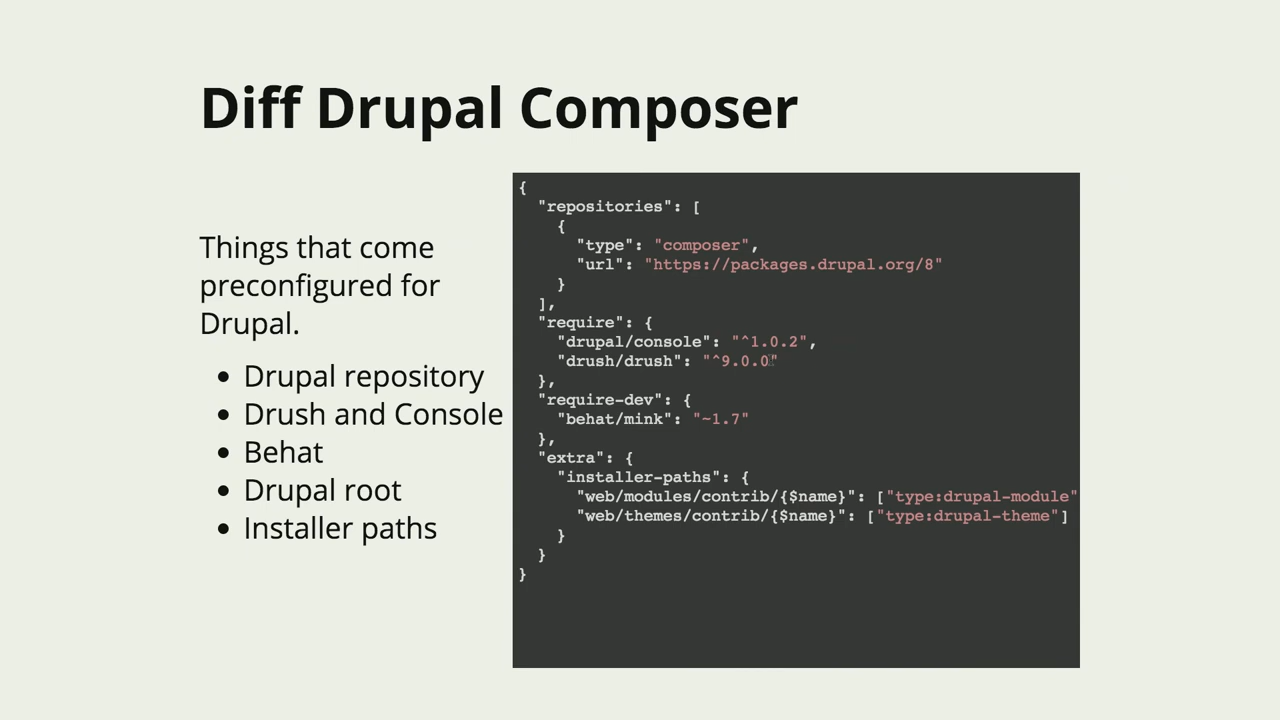 Diff Drupal Composer
Things that come
preconfigured for
Drupal.
• Drupal repository
• Drush and Console
• Behat
• Drupal root
• Installer paths
{
  "repositories": [
    {
      "type": "composer",
      "url": "https://packages.drupal.org/8"
    }
  ],
  "require": {
    "drupal/console": "^1.0.2",
    "drush/drush": "^9.0.0"
  },
  "require-dev": {
    "behat/mink": "~1.7"
  },
  "extra": {
    "installer-paths": {
      "web/modules/contrib/{$name}": ["type:drupal-module"
      "web/themes/contrib/{$name}": ["type:drupal-theme"]
    }
  }
}